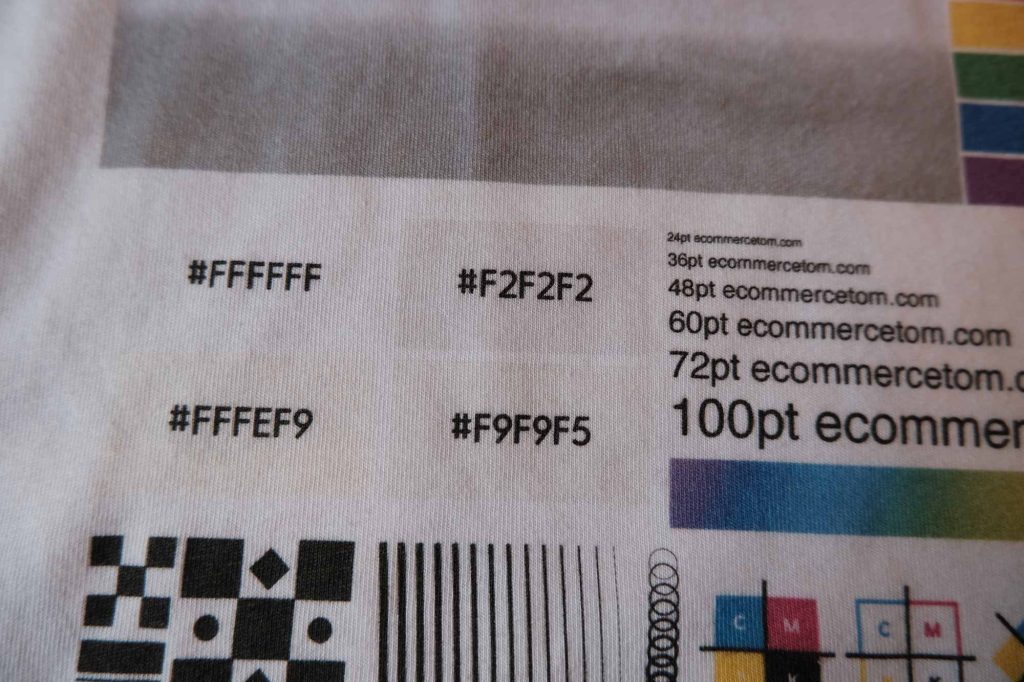 #FFFFFF #F2F2F2
#FFFEF9 #F9F9F5
24pt ecommercetom.com
36pt ecommercetom.com
48pt ecommercetom.com
60pt ecommercetom.com
72pt ecommercetom.c
100pt ecommer
C M
K
C M
K